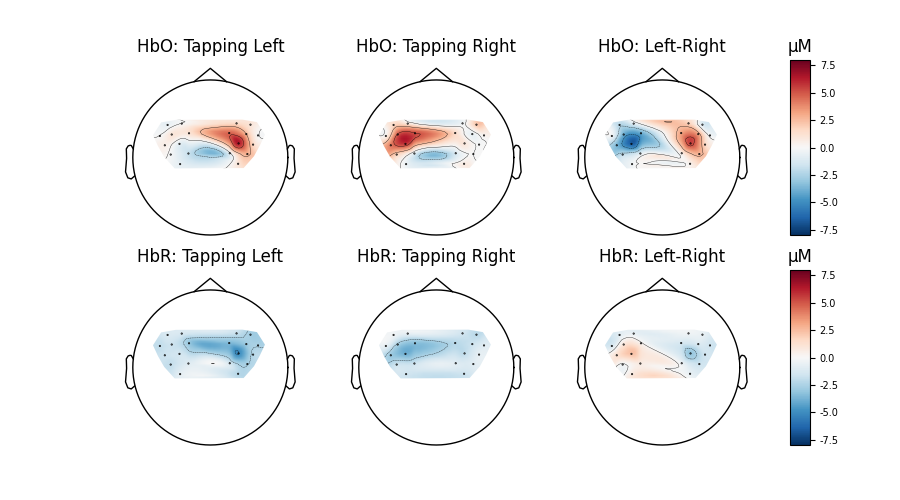 HbO: Tapping Left
HbO: Tapping Right
HbO: Left-Right
μM
7.5
5.0
2.5
0.0
-2.5
-5.0
-7.5
HbR: Tapping Left
HbR: Tapping Right
HbR: Left-Right
μM
7.5
5.0
2.5
0.0
-2.5
-5.0
-7.5